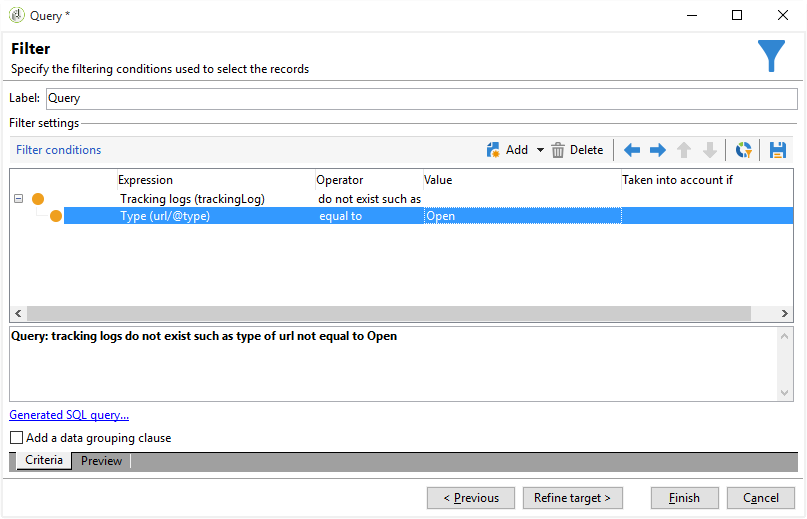 Query *
Filter
Specify the filtering conditions used to select the records
Label: Query
Filter settings
Filter conditions Add Delete
Expression Operator Value Taken into account if
Tracking logs (trackingLog) do not exist such as
Type (url/@type) equal to Open
Query: tracking logs do not exist such as type of url not equal to Open
Generated SQL query...
Add a data grouping clause
Criteria Preview
< Previous Refine target > Finish Cancel